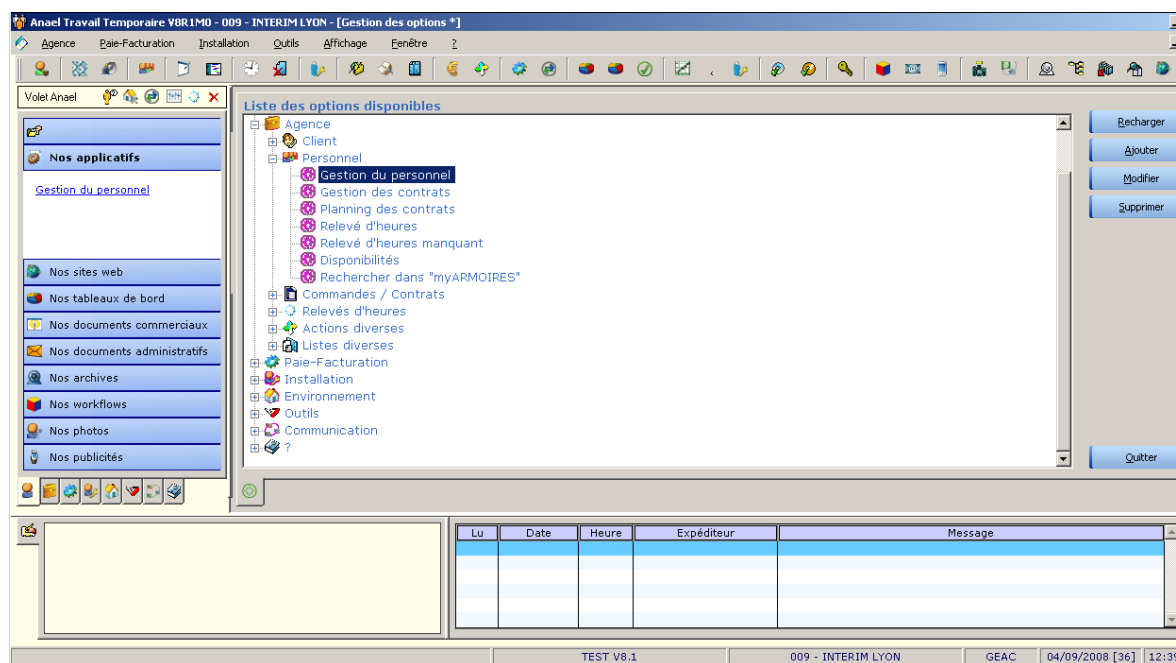 Anael Travail Temporaire V8R1M0 - 009 - INTERIM LYON - [Gestion des options *]
Agence Paie-Facturation Installation Outils Affichage Fenêtre ?
Volet Anael
Nos applicatifs
Gestion du personnel
Nos sites web
Nos tableaux de bord
Nos documents commerciaux
Nos documents administratifs
Nos archives
Nos workflows
Nos photos
Nos publicités
Liste des options disponibles
Agence
Client
Personnel
Gestion du personnel
Gestion des contrats
Planning des contrats
Relevé d'heures
Relevé d'heures manquant
Disponibilités
Rechercher dans "myARMOIRES"
Commandes / Contrats
Relevés d'heures
Actions diverses
Listes diverses
Paie-Facturation
Installation
Environnement
Outils
Communication
?
Recharger
Ajouter
Modifier
Supprimer
Quitter
Lu Date Heure Expéditeur Message
TEST V8.1 009 - INTERIM LYON GEAC 04/09/2008 [36]